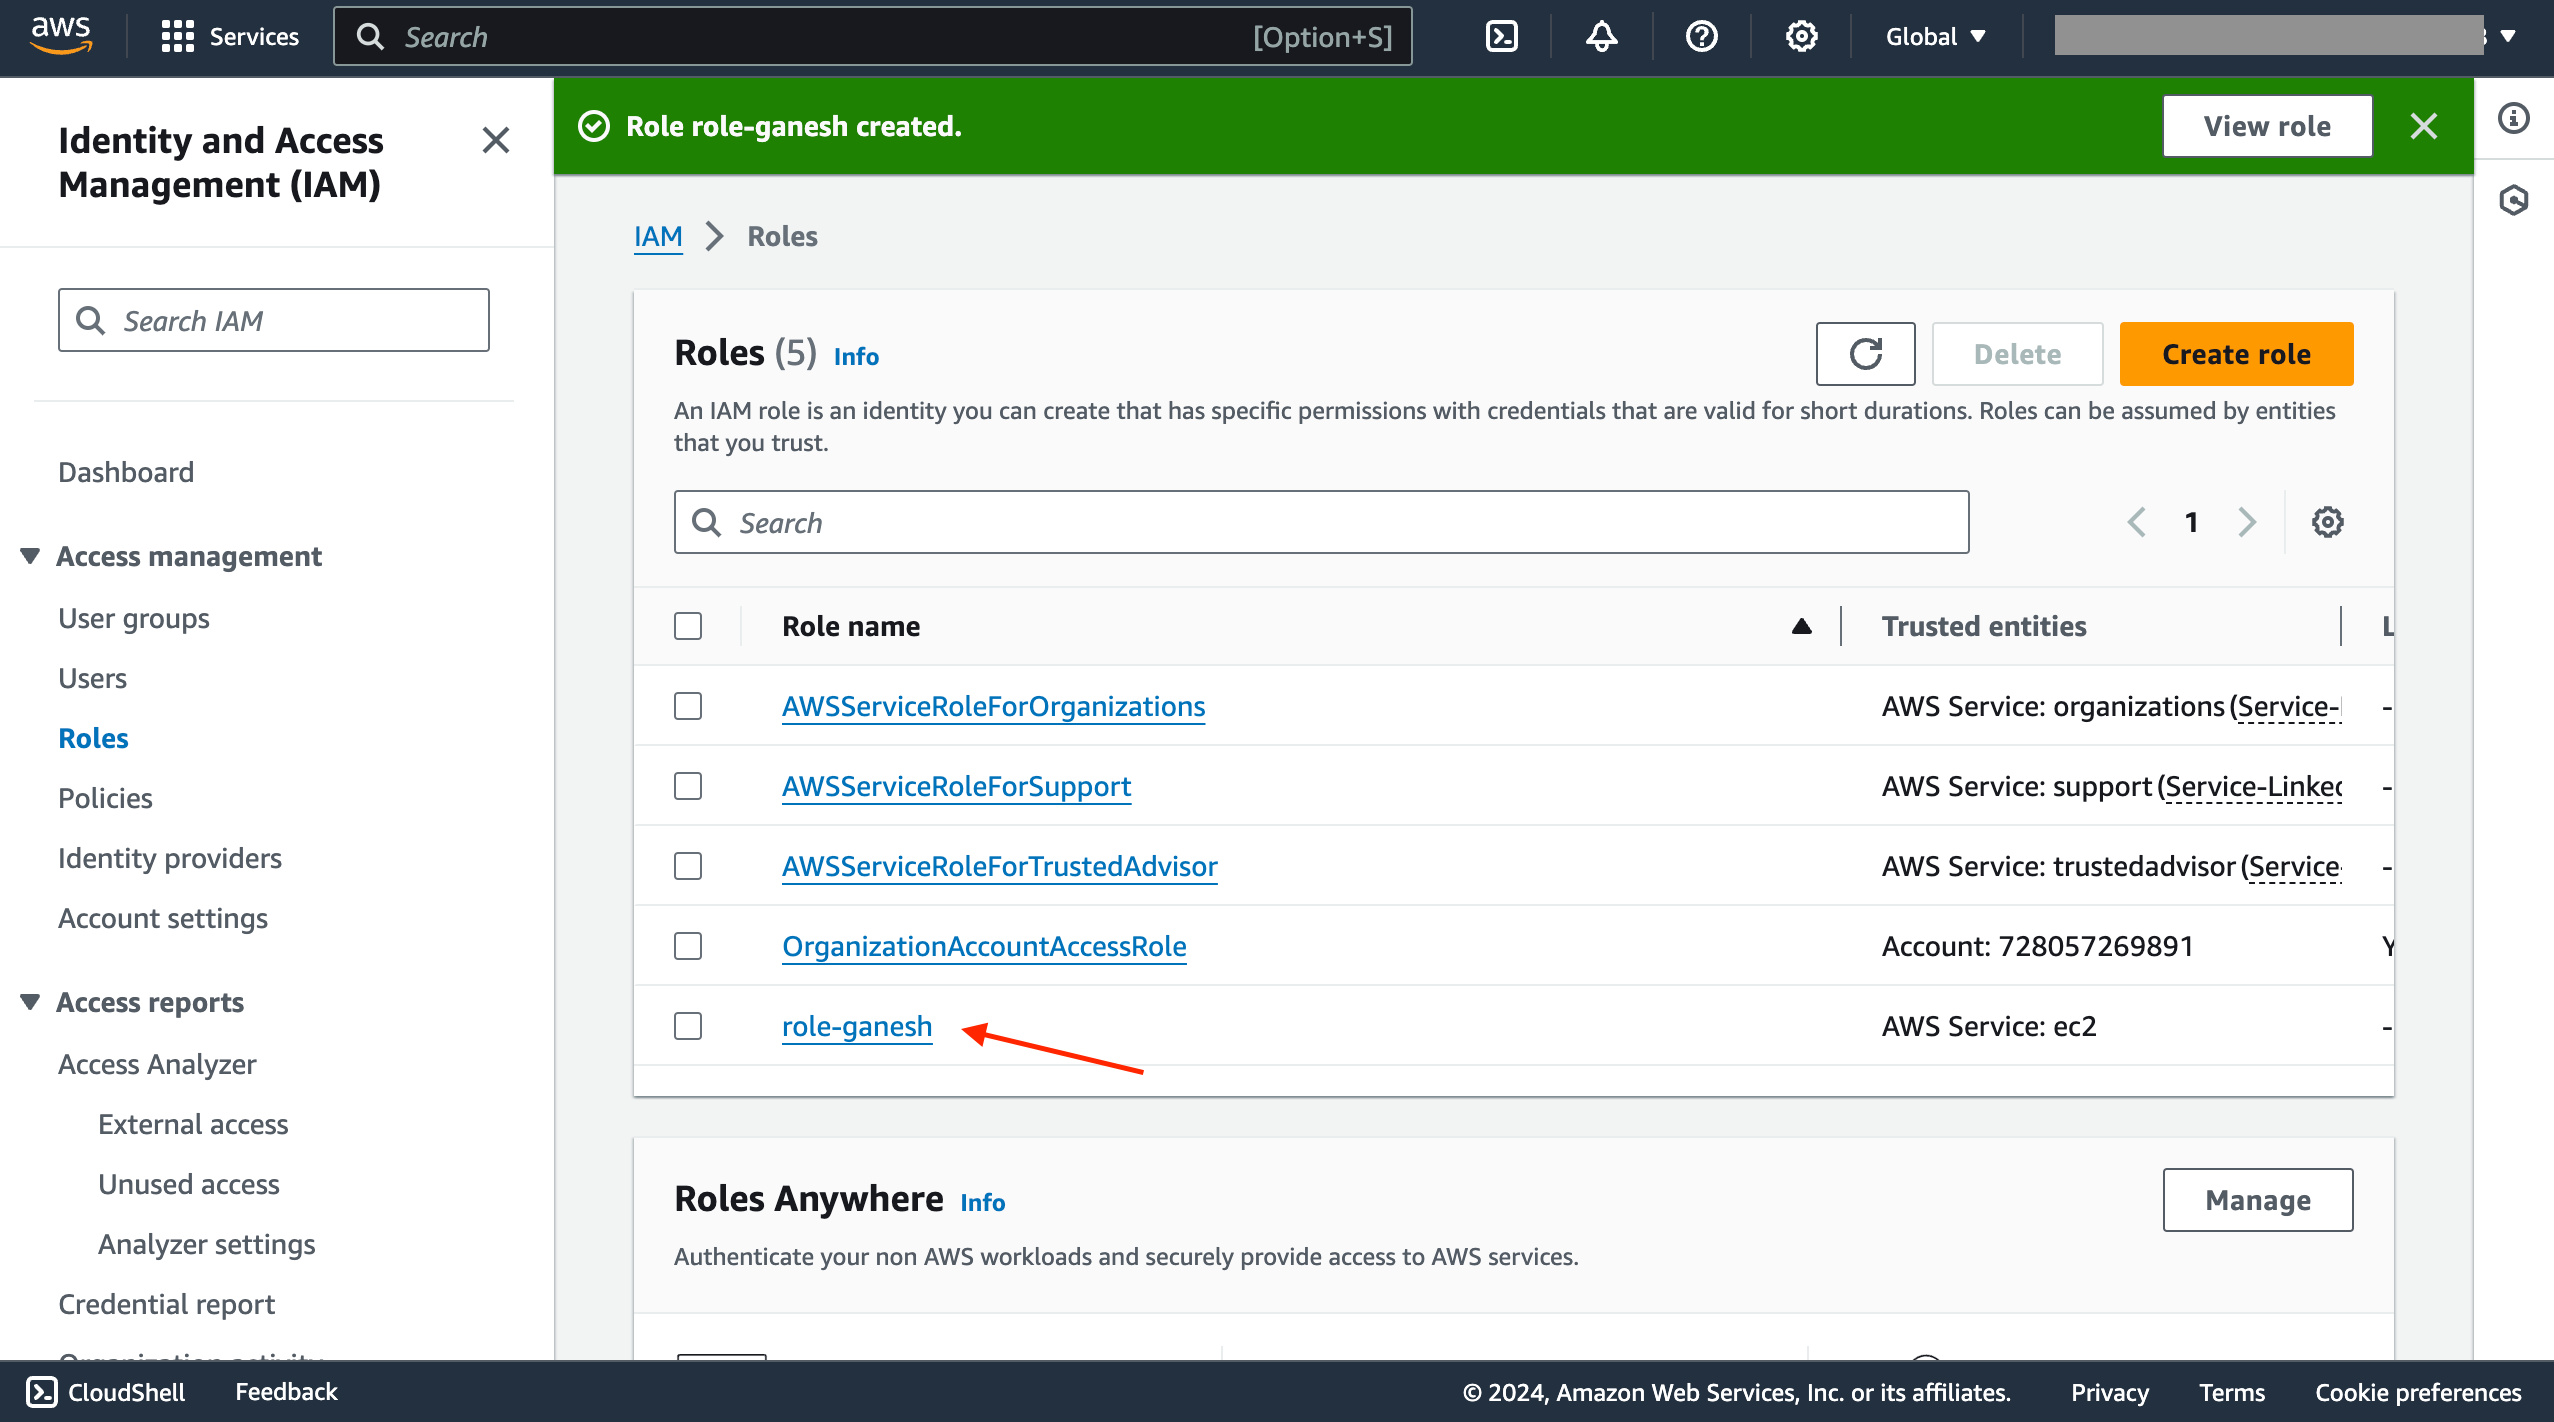 aws
Services
Search
[Option+S]
Global
Identity and Access
Management (IAM)
Search IAM
Dashboard
Access management
User groups
Users
Roles
Policies
Identity providers
Account settings
Access reports
Access Analyzer
External access
Unused access
Analyzer settings
Credential report
Organization activity
Role role-ganesh created.
View role
IAM
Roles
Roles (5) Info
Delete
Create role
An IAM role is an identity you can create that has specific permissions with credentials that are valid for short durations. Roles can be assumed by entities
that you trust.
Search
1
Role name
Trusted entities
L
AWSServiceRoleForOrganizations
AWS Service: organizations (Service-
-
AWSServiceRoleForSupport
AWS Service: support (Service-Linked
-
AWSServiceRoleForTrustedAdvisor
AWS Service: trustedadvisor (Service-
-
OrganizationAccountAccessRole
Account: 728057269891
Y
role-ganesh
AWS Service: ec2
-
Roles Anywhere Info
Manage
Authenticate your non AWS workloads and securely provide access to AWS services.
CloudShell
Feedback
© 2024, Amazon Web Services, Inc. or its affiliates.
Privacy
Terms
Cookie preferences